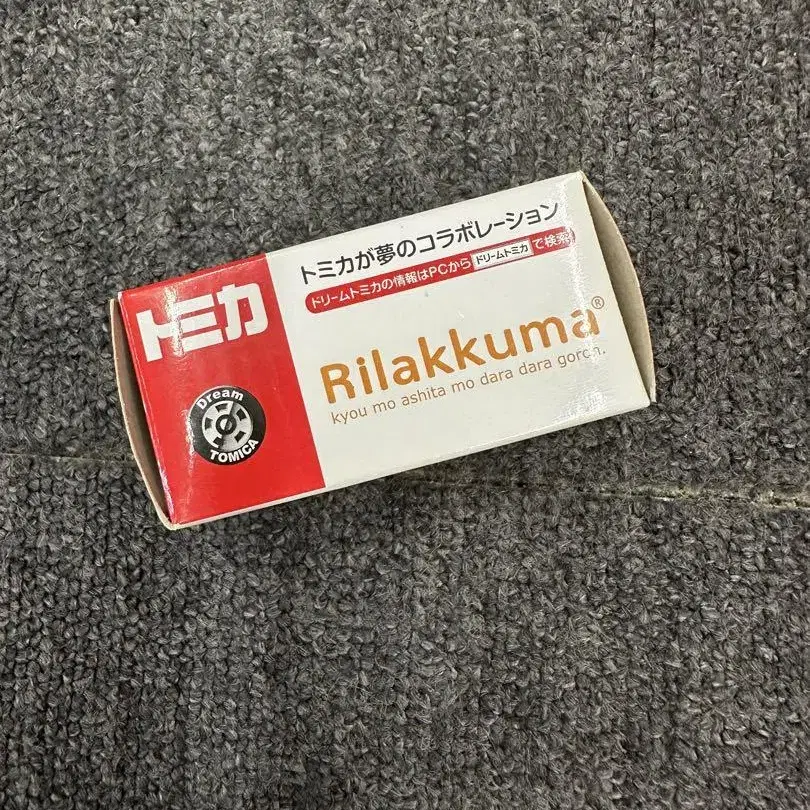 トミカ
Dream
TOMICA
トミカが夢のコラボレーション
ドリームトミカの情報はPCから ドリームトミカ で検索!
Rilakkuma®
kyou mo ashita mo dara dara goron.